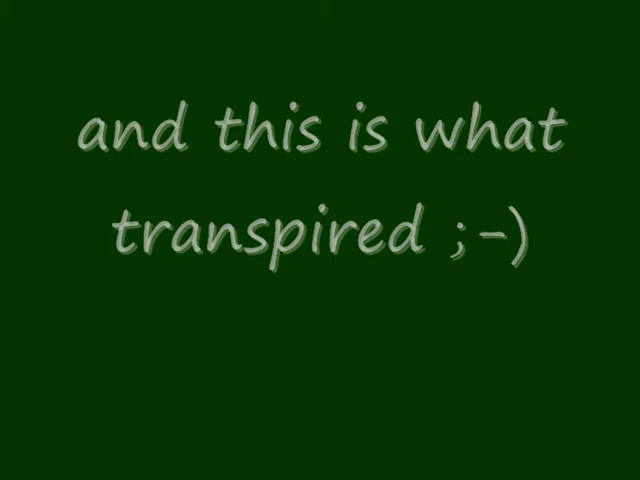 and this is what
transpired ;-)